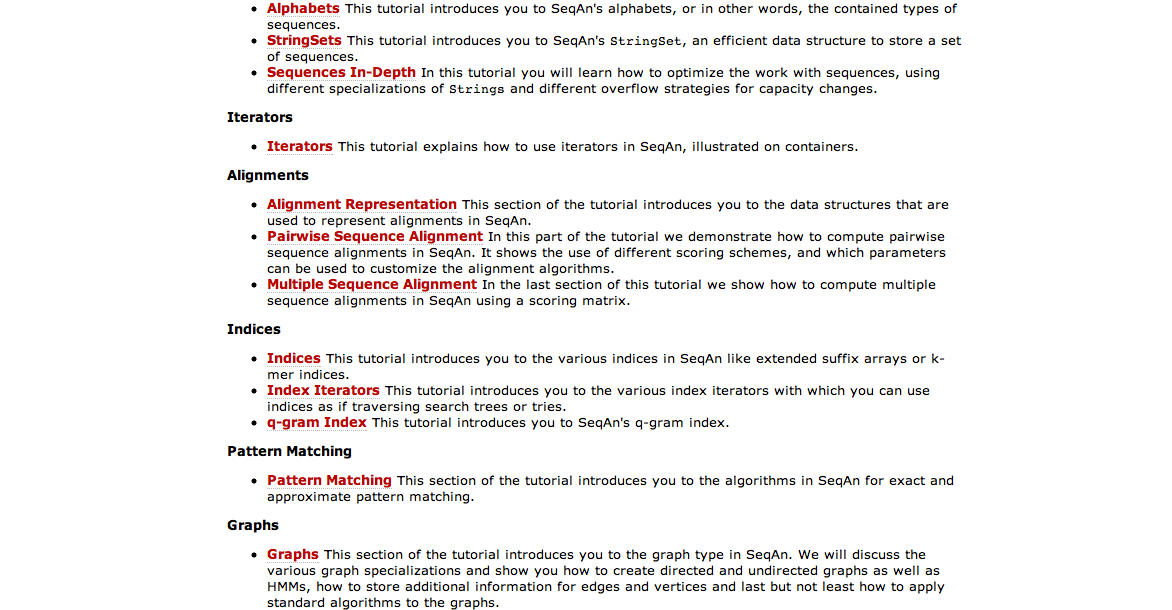 Alphabets This tutorial introduces you to SeqAn's alphabets, or in other words, the contained types of
sequences.
StringSets This tutorial introduces you to SeqAn's StringSet, an efficient data structure to store a set
of sequences.
Sequences In-Depth In this tutorial you will learn how to optimize the work with sequences, using
different specializations of Strings and different overflow strategies for capacity changes.
Iterators
Iterators This tutorial explains how to use iterators in SeqAn, illustrated on containers.
Alignments
Alignment Representation This section of the tutorial introduces you to the data structures that are
used to represent alignments in SeqAn.
Pairwise Sequence Alignment In this part of the tutorial we demonstrate how to compute pairwise
sequence alignments in SeqAn. It shows the use of different scoring schemes, and which parameters
can be used to customize the alignment algorithms.
Multiple Sequence Alignment In the last section of this tutorial we show how to compute multiple
sequence alignments in SeqAn using a scoring matrix.
Indices
Indices This tutorial introduces you to the various indices in SeqAn like extended suffix arrays or k-
mer indices.
Index Iterators This tutorial introduces you to the various index iterators with which you can use
indices as if traversing search trees or tries.
q-gram Index This tutorial introduces you to SeqAn's q-gram index.
Pattern Matching
Pattern Matching This section of the tutorial introduces you to the algorithms in SeqAn for exact and
approximate pattern matching.
Graphs
Graphs This section of the tutorial introduces you to the graph type in SeqAn. We will discuss the
various graph specializations and show you how to create directed and undirected graphs as well as
HMMs, how to store additional information for edges and vertices and last but not least how to apply
standard algorithms to the graphs.